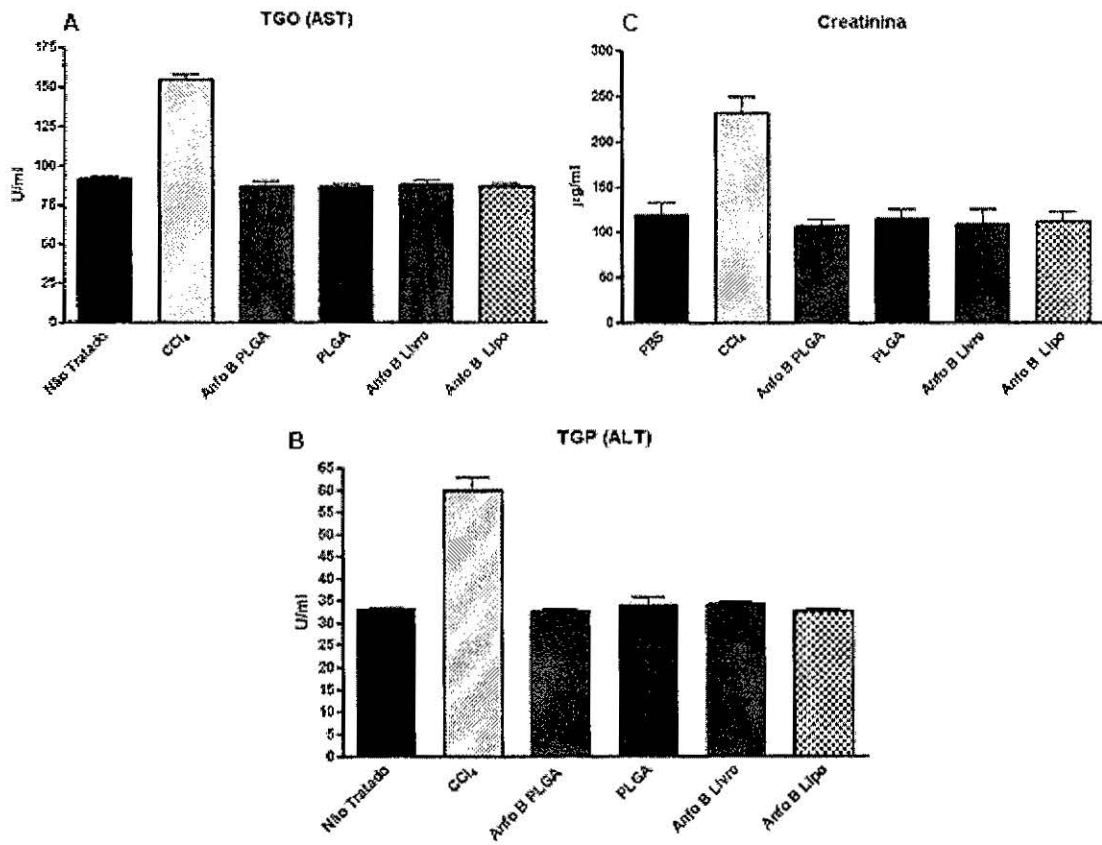 A
TGO (AST)
175
150
125
100
75
50
25
0
U/ml
Não Tratado
CCl₄
Anfo B PLGA
PLGA
Anfo B Livro
Anfo B Lipo
C
Creatinina
300
250
200
150
100
50
0
µg/ml
PBS
CCl₄
Anfo B PLGA
PLGA
Anfo B Livro
Anfo B Lipo
B
TGP (ALT)
65
60
55
50
45
40
35
30
25
20
15
10
5
0
U/ml
Não Tratado
CCl₄
Anfo B PLGA
PLGA
Anfo B Livro
Anfo B Lipo